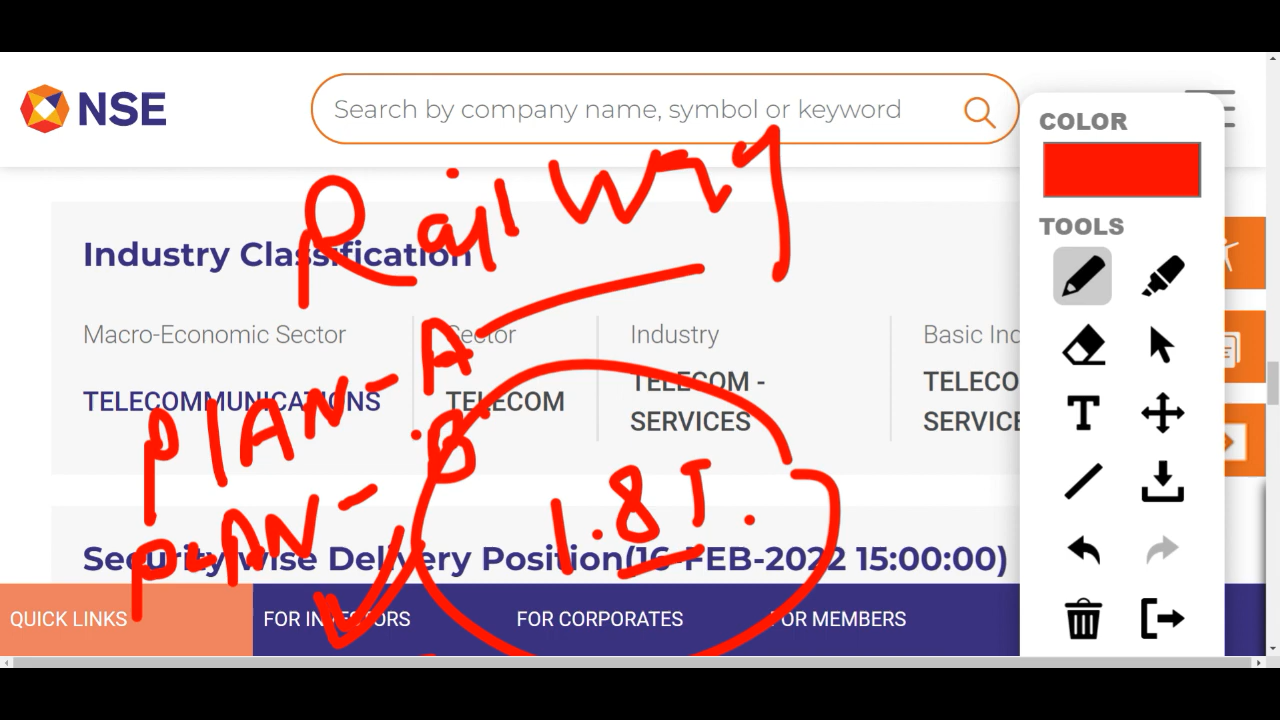 NSE
Search by company name, symbol or keyword
COLOR
TOOLS
Railway
Industry Classification
Macro-Economic Sector
Sector
Industry
Basic Ind
TELECOMMUNICATIONS
TELECOM
TELECOM -
SERVICES
TELECO
SERVICES
PLAN-A
PLAN-B
1.8T.
Security-wise Delivery Position(16-FEB-2022 15:00:00)
QUICK LINKS
FOR INVESTORS
FOR CORPORATES
FOR MEMBERS
T